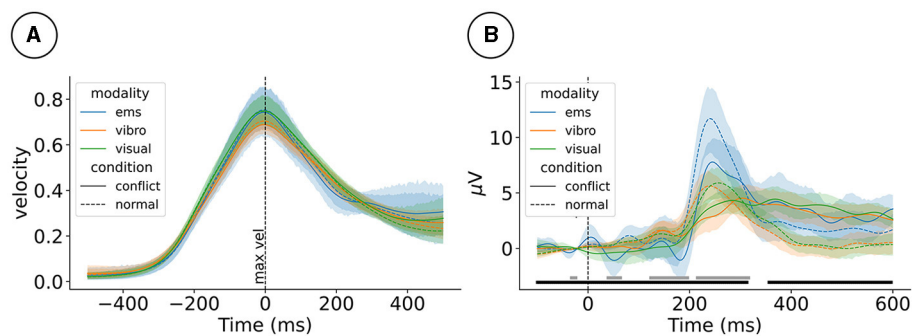 A
B
modality
ems
vibro
visual
condition
conflict
normal
velocity
0.8
0.6
0.4
0.2
0.0
max vel.
−400
−200
0
200
400
Time (ms)
modality
ems
vibro
visual
condition
conflict
normal
μV
15
10
5
0
0
200
400
600
Time (ms)